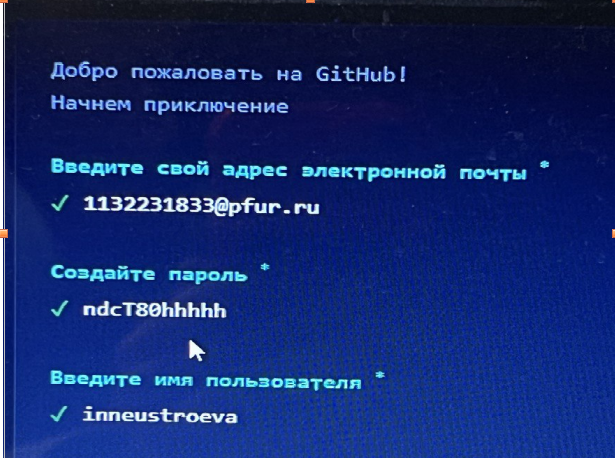 Добро пожаловать на GitHub!
Начнем приключение
Введите свой адрес электронной почты *
✓ 1132231833@pfur.ru
Создайте пароль *
✓ ndcT80hhhhh
Введите имя пользователя *
✓ inneustroeva